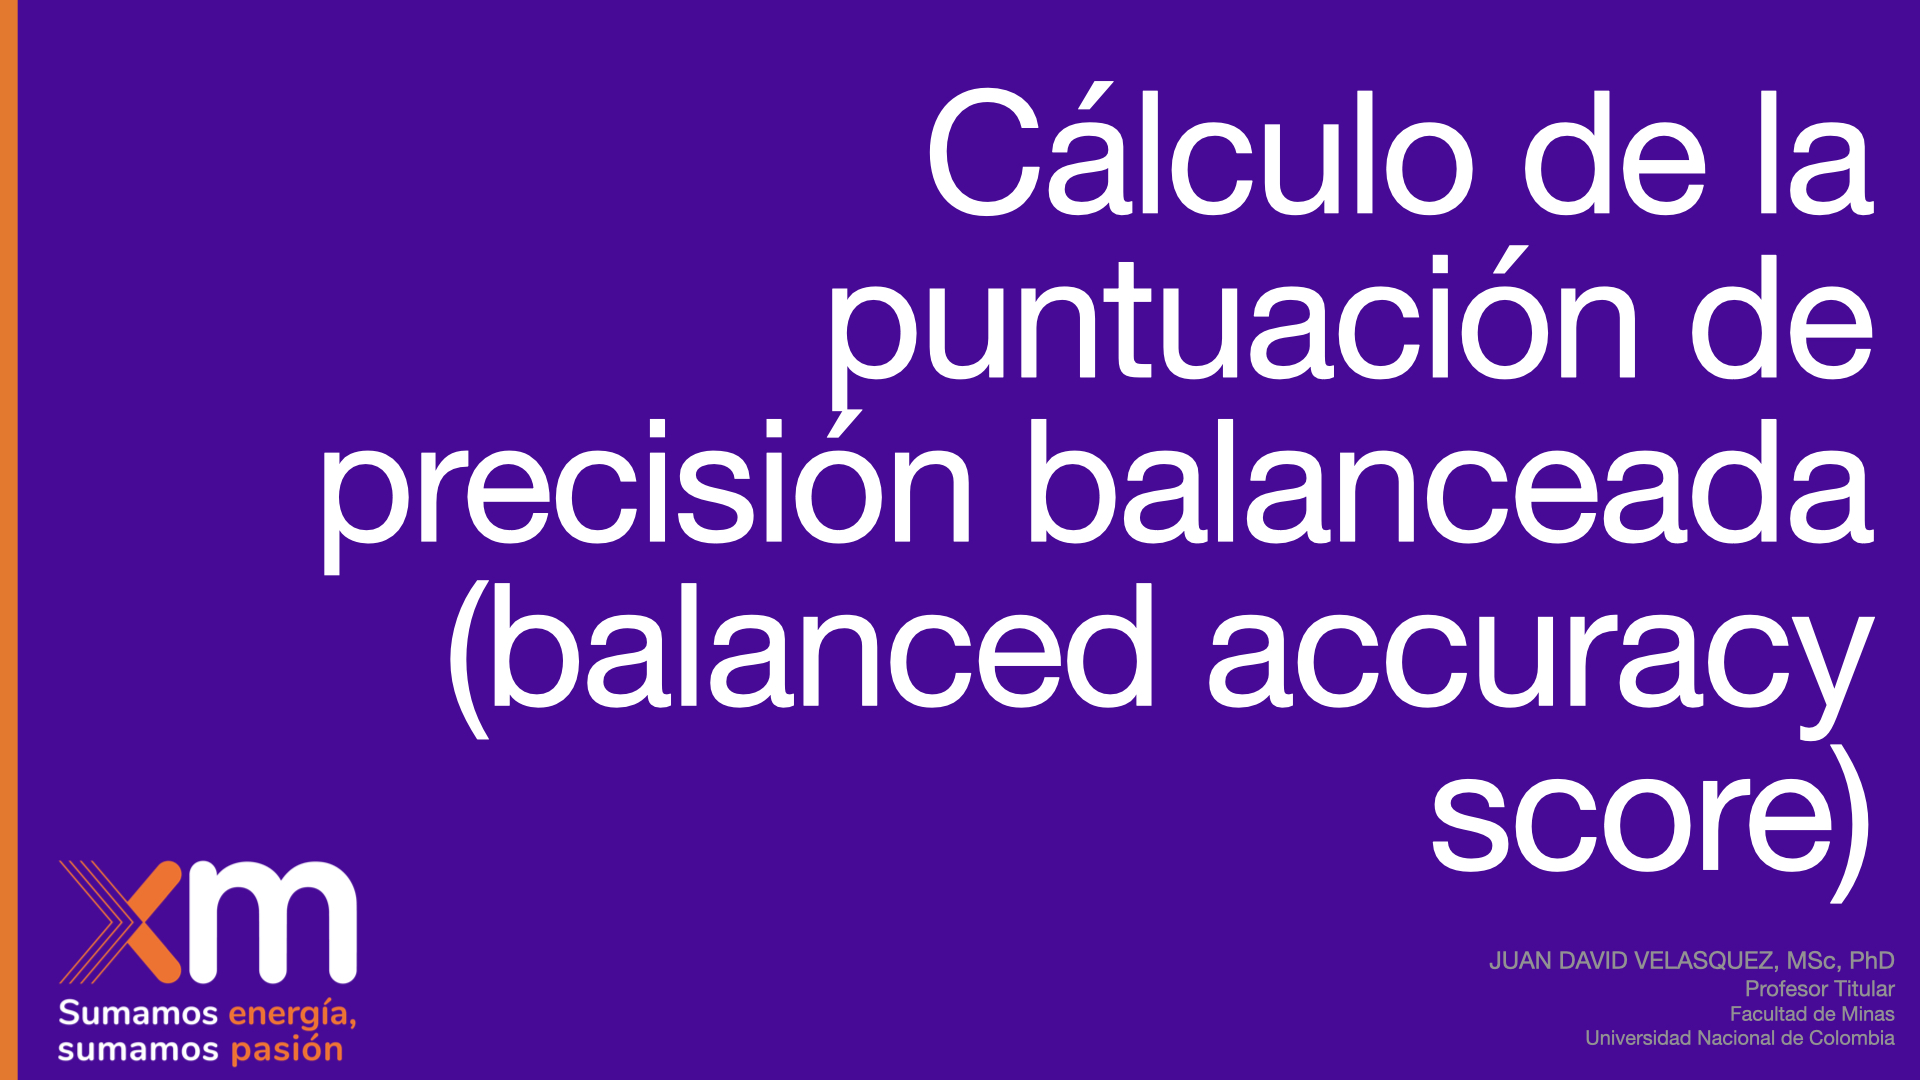 Cálculo de la
puntuación de
precisión balanceada
(balanced accuracy
score)
xm
Sumamos energía,
sumamos pasión
JUAN DAVID VELASQUEZ, MSc, PhD
Profesor Titular
Facultad de Minas
Universidad Nacional de Colombia